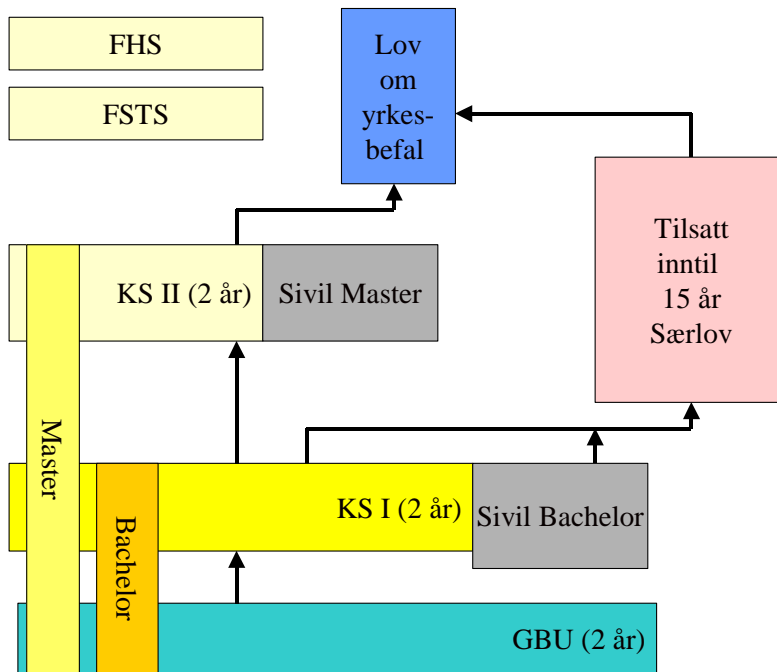 FHS
FSTS
Lov
om
yrkes-
befal
Tilsatt
inntil
15 år
Særlov
KS II (2 år)
Sivil Master
Master
KS I (2 år)
Sivil Bachelor
Bachelor
GBU (2 år)